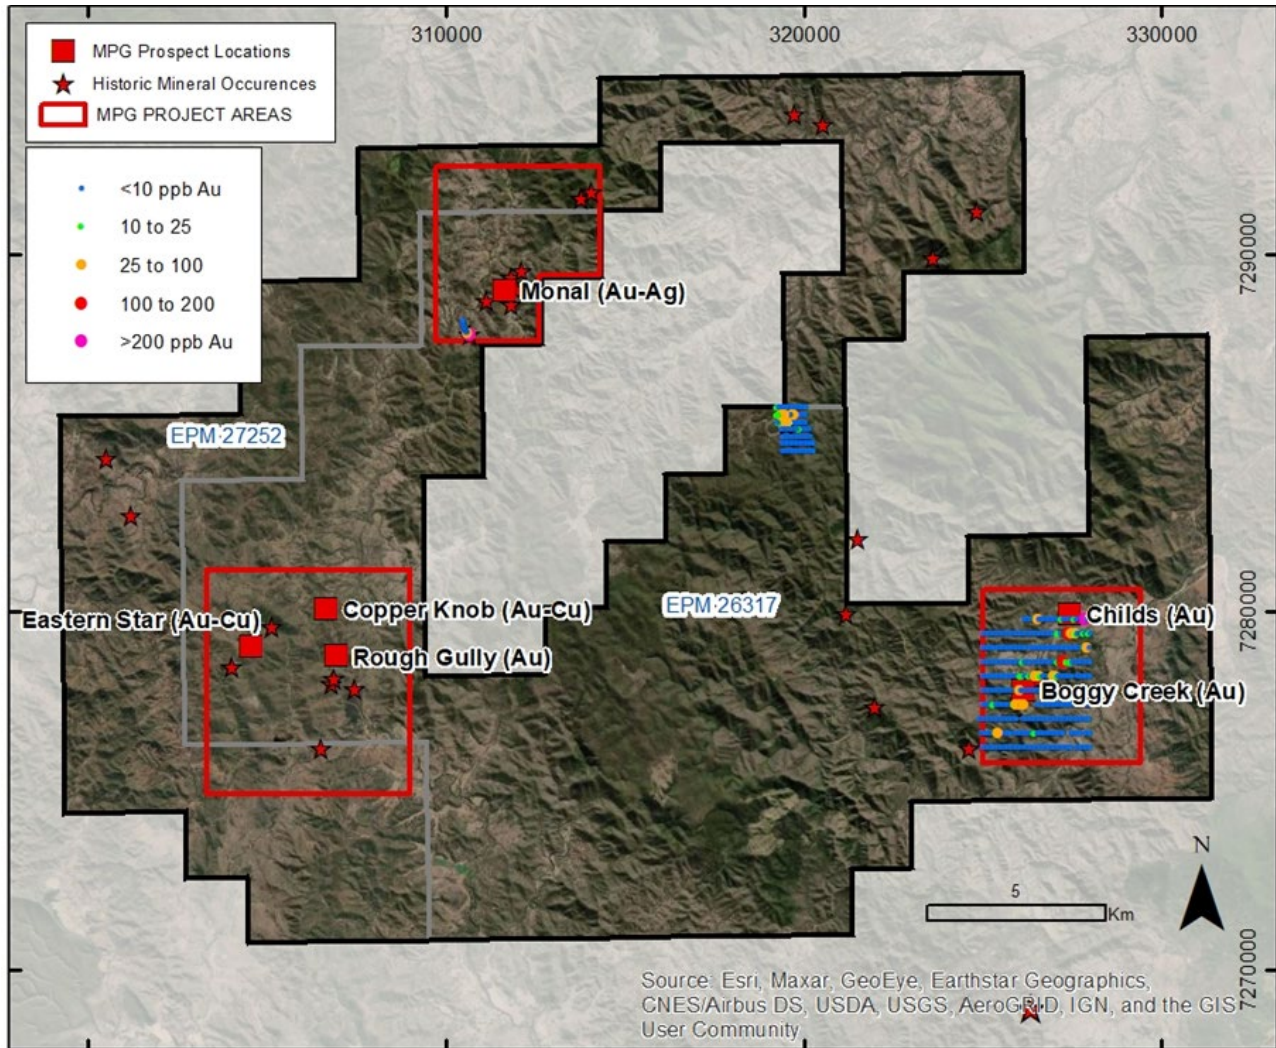 310000
320000
330000
MPG Prospect Locations
Historic Mineral Occurences
MPG PROJECT AREAS
<10 ppb Au
10 to 25
25 to 100
100 to 200
>200 ppb Au
7290000
Monal (Au-Ag)
EPM 27252
EPM 26317
7280000
Copper Knob (Au-Cu)
Eastern Star (Au-Cu)
Rough Gully (Au)
Childs (Au)
Boggy Creek (Au)
N
5
Km
7270000
Source: Esri, Maxar, GeoEye, Earthstar Geographics,
CNES/Airbus DS, USDA, USGS, AeroGRID, IGN, and the GIS
User Community